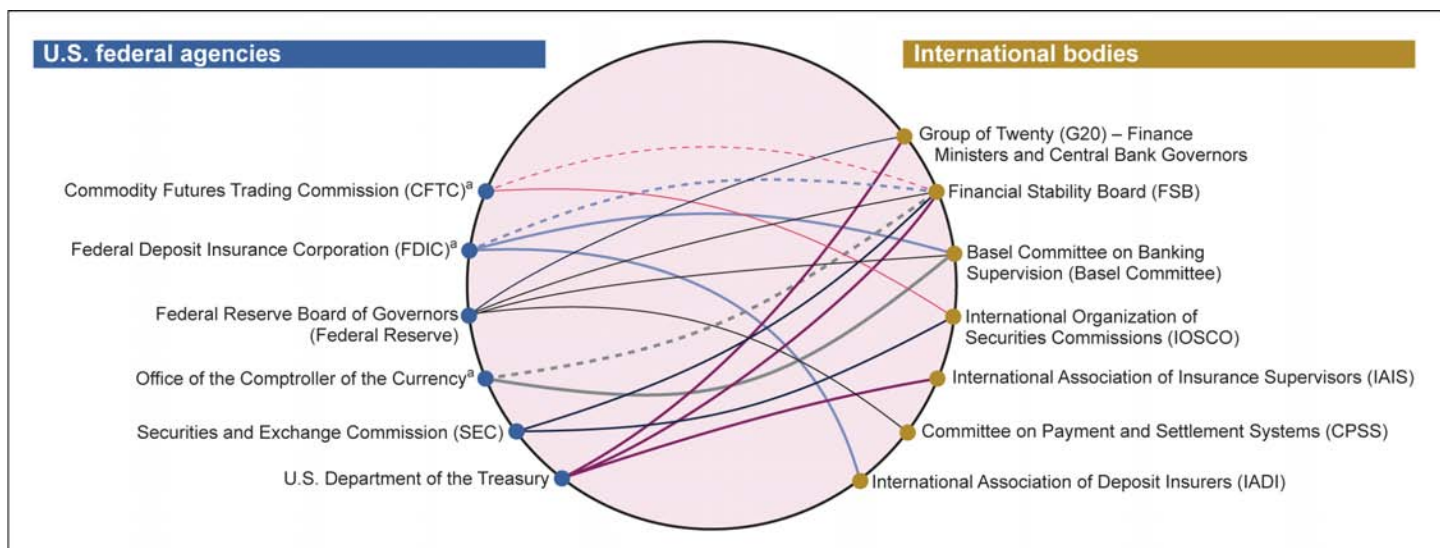 U.S. federal agencies
Commodity Futures Trading Commission (CFTC)ᵃ
Federal Deposit Insurance Corporation (FDIC)ᵃ
Federal Reserve Board of Governors
(Federal Reserve)
Office of the Comptroller of the Currencyᵃ
Securities and Exchange Commission (SEC)
U.S. Department of the Treasury
International bodies
Group of Twenty (G20) – Finance
Ministers and Central Bank Governors
Financial Stability Board (FSB)
Basel Committee on Banking
Supervision (Basel Committee)
International Organization of
Securities Commissions (IOSCO)
International Association of Insurance Supervisors (IAIS)
Committee on Payment and Settlement Systems (CPSS)
International Association of Deposit Insurers (IADI)